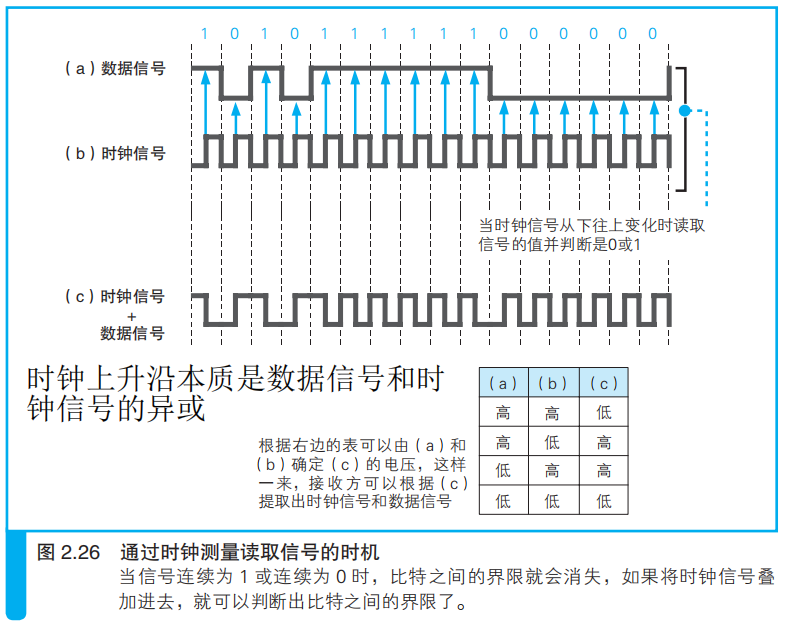 1 0 1 0 1 1 1 1 1 1 0 0 0 0 0 0
(a)数据信号
(b)时钟信号
当时钟信号从下往上变化时读取
信号的值并判断是0或1
(c)时钟信号
+
数据信号
时钟上升沿本质是数据信号和时
钟信号的异或
根据右边的表可以由(a)和
(b)确定(c)的电压,这样
一来,接收方可以根据(c)
提取出时钟信号和数据信号
(a) (b) (c)
高 高 低
高 低 高
低 高 高
低 低 低
图 2.26 通过时钟测量读取信号的时机
当信号连续为 1 或连续为 0 时,比特之间的界限就会消失,如果将时钟信号叠
加进去,就可以判断出比特之间的界限了。